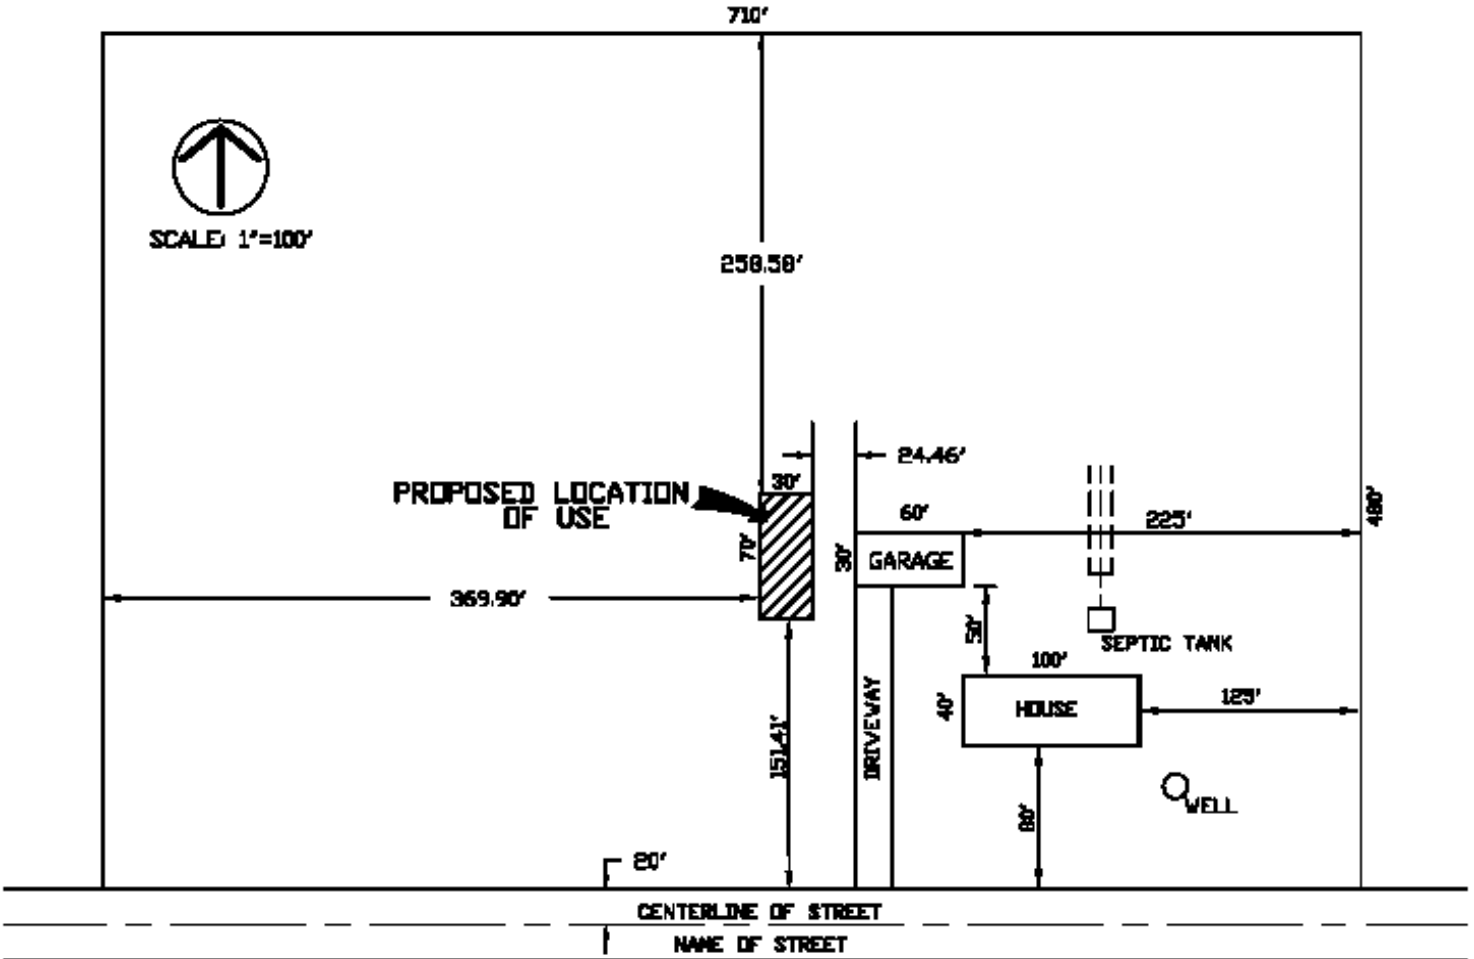 710'
SCALE: 1"=100'
258.58'
24.46'
PROPOSED LOCATION
OF USE
30'
60'
225'
480'
70'
30'
GARAGE
369.90'
50'
SEPTIC TANK
100'
40'
HOUSE
125'
DRIVEWAY
151.41'
80'
WELL
20'
CENTERLINE OF STREET
NAME OF STREET